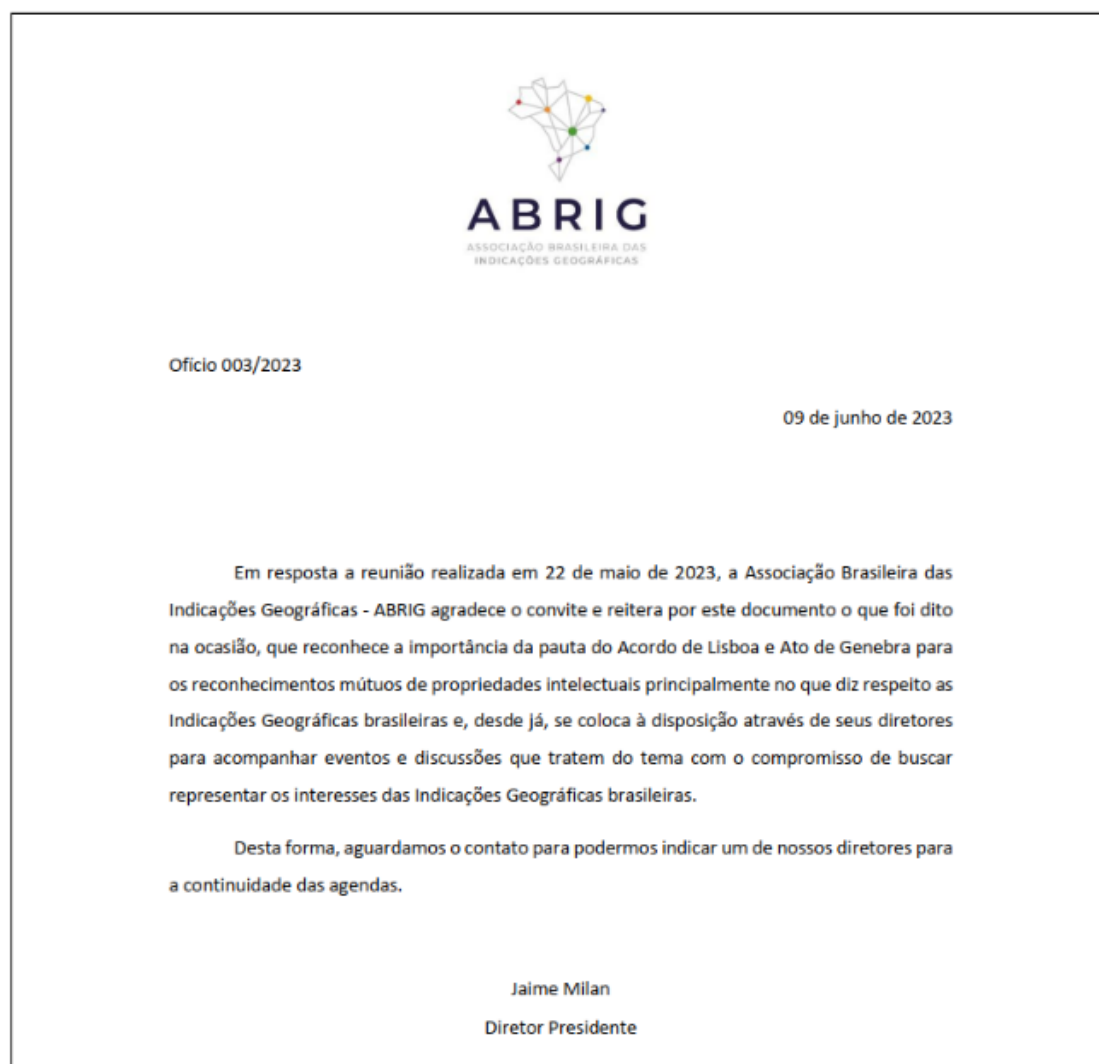 ABRIG
ASSOCIAÇÃO BRASILEIRA DAS
INDICAÇÕES GEOGRÁFICAS
Ofício 003/2023
09 de junho de 2023
Em resposta a reunião realizada em 22 de maio de 2023, a Associação Brasileira das
Indicações Geográficas - ABRIG agradece o convite e reitera por este documento o que foi dito
na ocasião, que reconhece a importância da pauta do Acordo de Lisboa e Ato de Genebra para
os reconhecimentos mútuos de propriedades intelectuais principalmente no que diz respeito as
Indicações Geográficas brasileiras e, desde já, se coloca à disposição através de seus diretores
para acompanhar eventos e discussões que tratem do tema com o compromisso de buscar
representar os interesses das Indicações Geográficas brasileiras.
Desta forma, aguardamos o contato para podermos indicar um de nossos diretores para
a continuidade das agendas.
Jaime Milan
Diretor Presidente